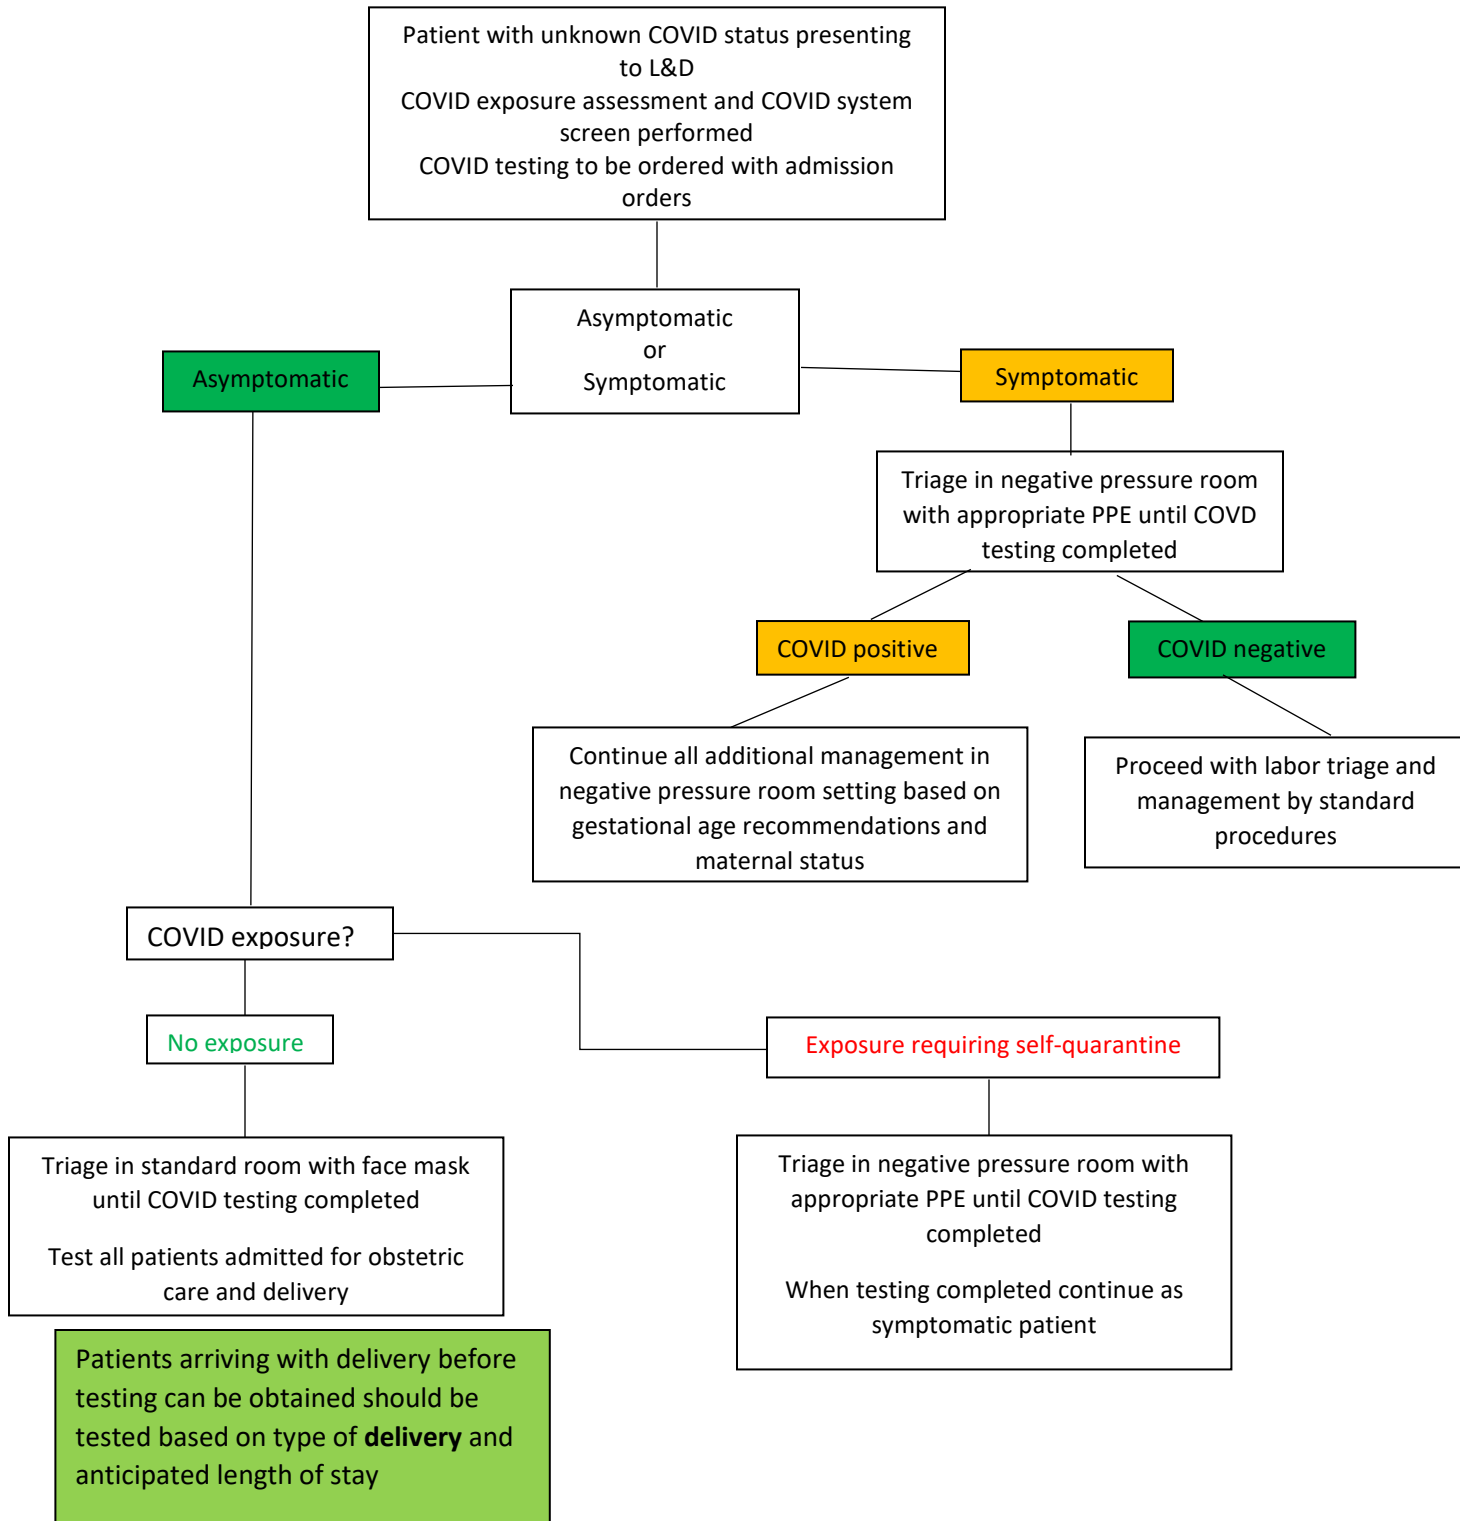 Patient with unknown COVID status presenting
to L&D
COVID exposure assessment and COVID system
screen performed
COVID testing to be ordered with admission
orders
Asymptomatic
or
Symptomatic
Asymptomatic
Symptomatic
Triage in negative pressure room
with appropriate PPE until COVD
testing completed
COVID positive
COVID negative
Continue all additional management in
negative pressure room setting based on
gestational age recommendations and
maternal status
Proceed with labor triage and
management by standard
procedures
COVID exposure?
No exposure
Exposure requiring self-quarantine
Triage in standard room with face mask
until COVID testing completed
Test all patients admitted for obstetric
care and delivery
Triage in negative pressure room with
appropriate PPE until COVID testing
completed
When testing completed continue as
symptomatic patient
Patients arriving with delivery before
testing can be obtained should be
tested based on type of delivery and
anticipated length of stay